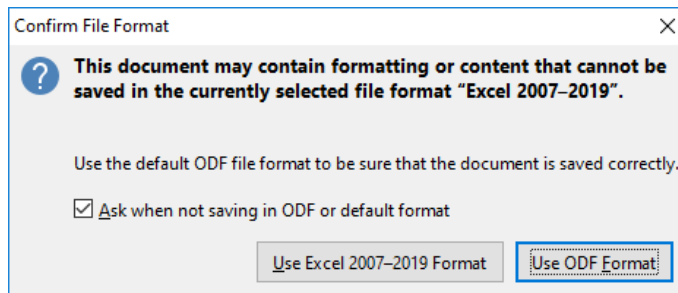 Confirm File Format
This document may contain formatting or content that cannot be
saved in the currently selected file format “Excel 2007–2019”.
Use the default ODF file format to be sure that the document is saved correctly.
Ask when not saving in ODF or default format
Use Excel 2007–2019 Format
Use ODF Format